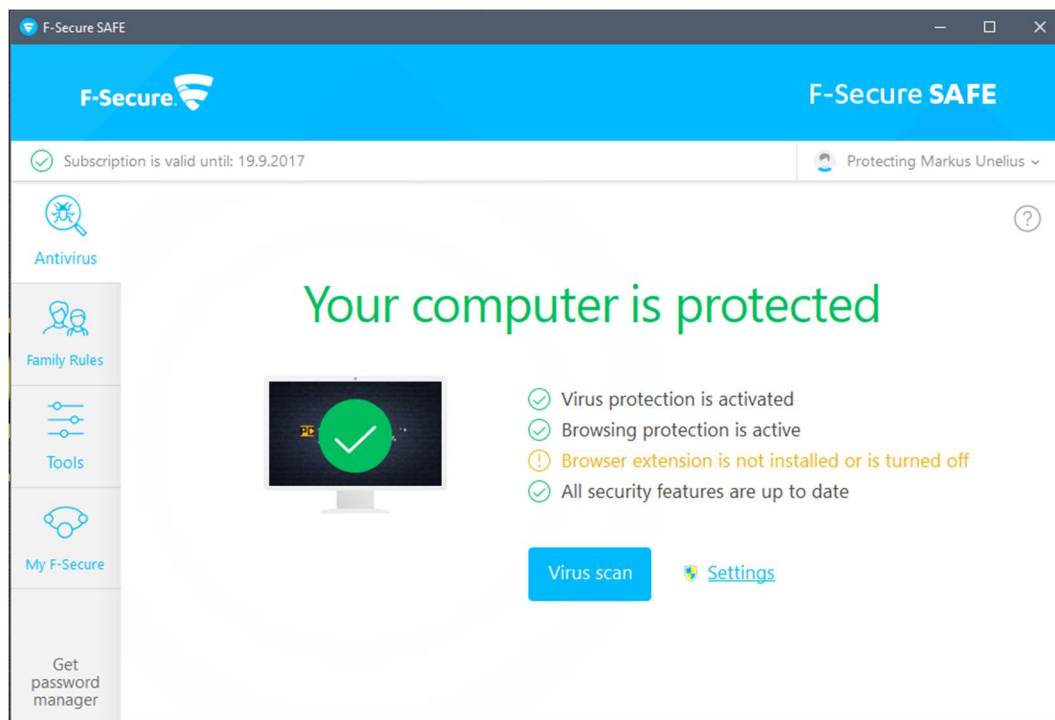 F-Secure SAFE
F-Secure.
F-Secure SAFE
Subscription is valid until: 19.9.2017
Protecting Markus Unelius
Antivirus
Family Rules
Tools
My F-Secure
Get
password
manager
Your computer is protected
PC
Virus protection is activated
Browsing protection is active
Browser extension is not installed or is turned off
All security features are up to date
Virus scan
Settings